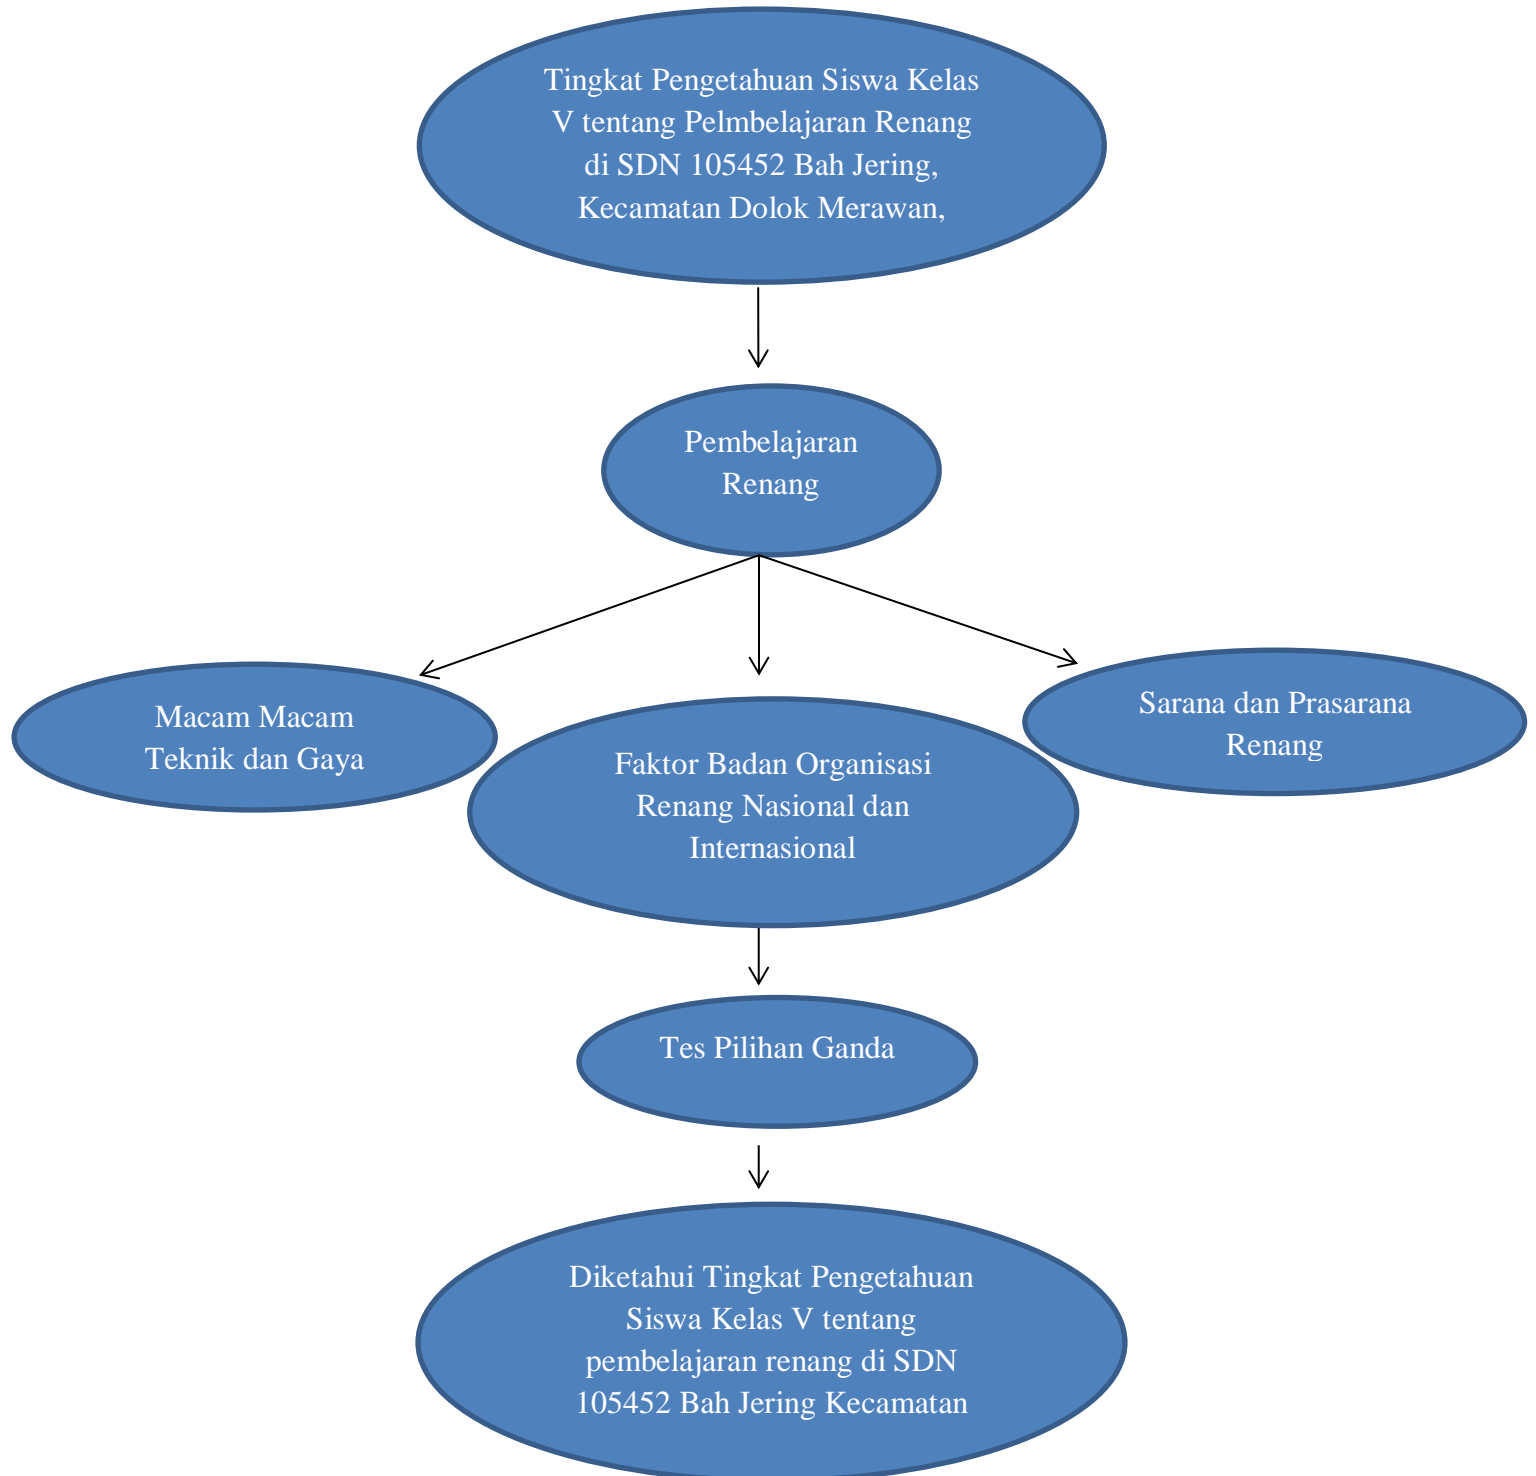 Tingkat Pengetahuan Siswa Kelas
V tentang Pelmbelajaran Renang
di SDN 105452 Bah Jering,
Kecamatan Dolok Merawan,
Pembelajaran
Renang
Macam Macam
Teknik dan Gaya
Faktor Badan Organisasi
Renang Nasional dan
Internasional
Sarana dan Prasarana
Renang
Tes Pilihan Ganda
Diketahui Tingkat Pengetahuan
Siswa Kelas V tentang
pembelajaran renang di SDN
105452 Bah Jering Kecamatan